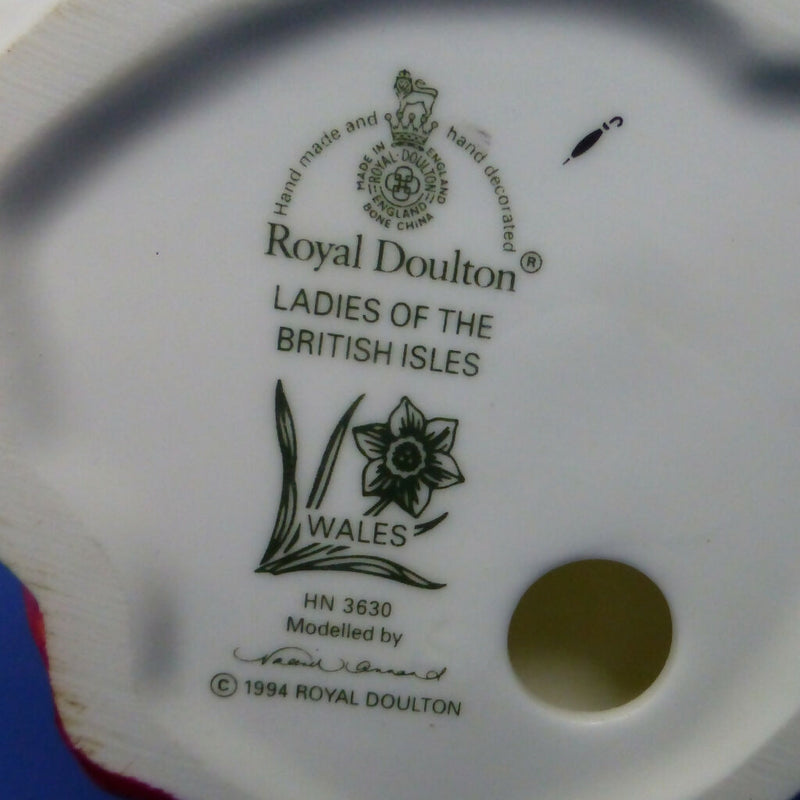 Hand made and hand decorated
MADE IN ENGLAND
ROYAL·DOULTON
ENGLAND
BONE CHINA
Royal Doulton ®
LADIES OF THE
BRITISH ISLES
WALES
HN 3630
Modelled by
© 1994 ROYAL DOULTON